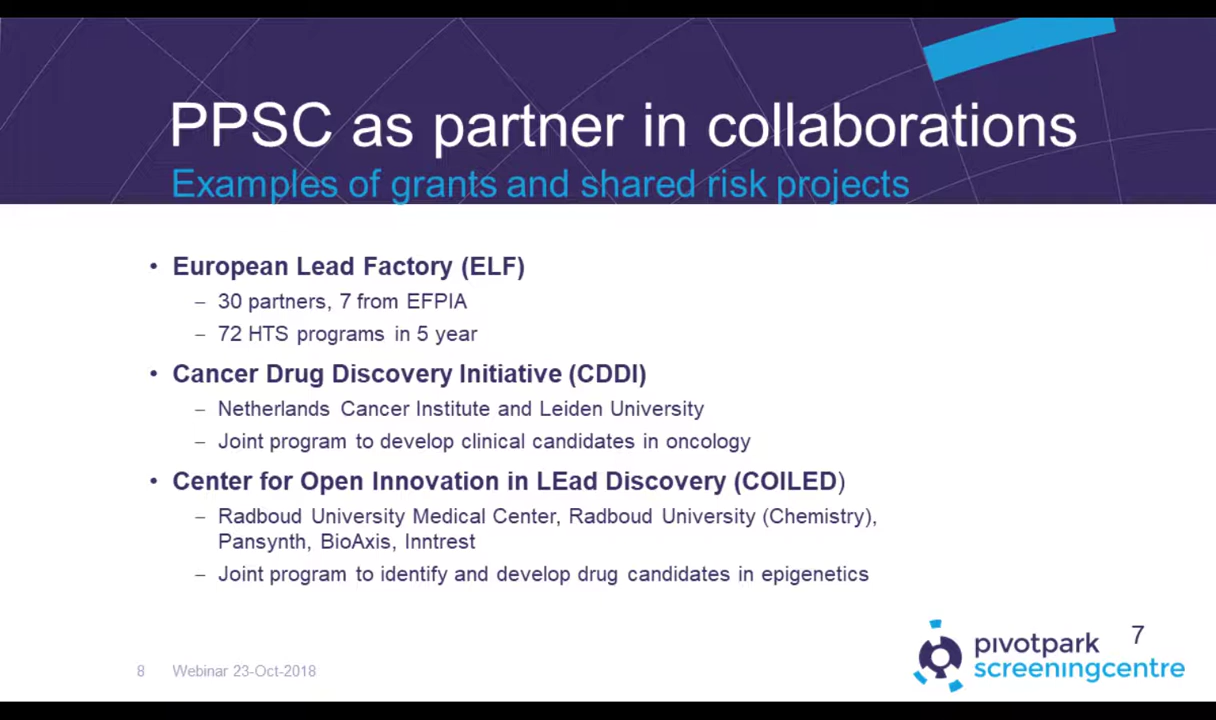 PPSC as partner in collaborations
Examples of grants and shared risk projects
• European Lead Factory (ELF)
– 30 partners, 7 from EFPIA
– 72 HTS programs in 5 year
• Cancer Drug Discovery Initiative (CDDI)
– Netherlands Cancer Institute and Leiden University
– Joint program to develop clinical candidates in oncology
• Center for Open Innovation in LEad Discovery (COILED)
– Radboud University Medical Center, Radboud University (Chemistry),
Pansynth, BioAxis, Inntrest
– Joint program to identify and develop drug candidates in epigenetics
7
pivotpark
screeningcentre
8 Webinar 23-Oct-2018